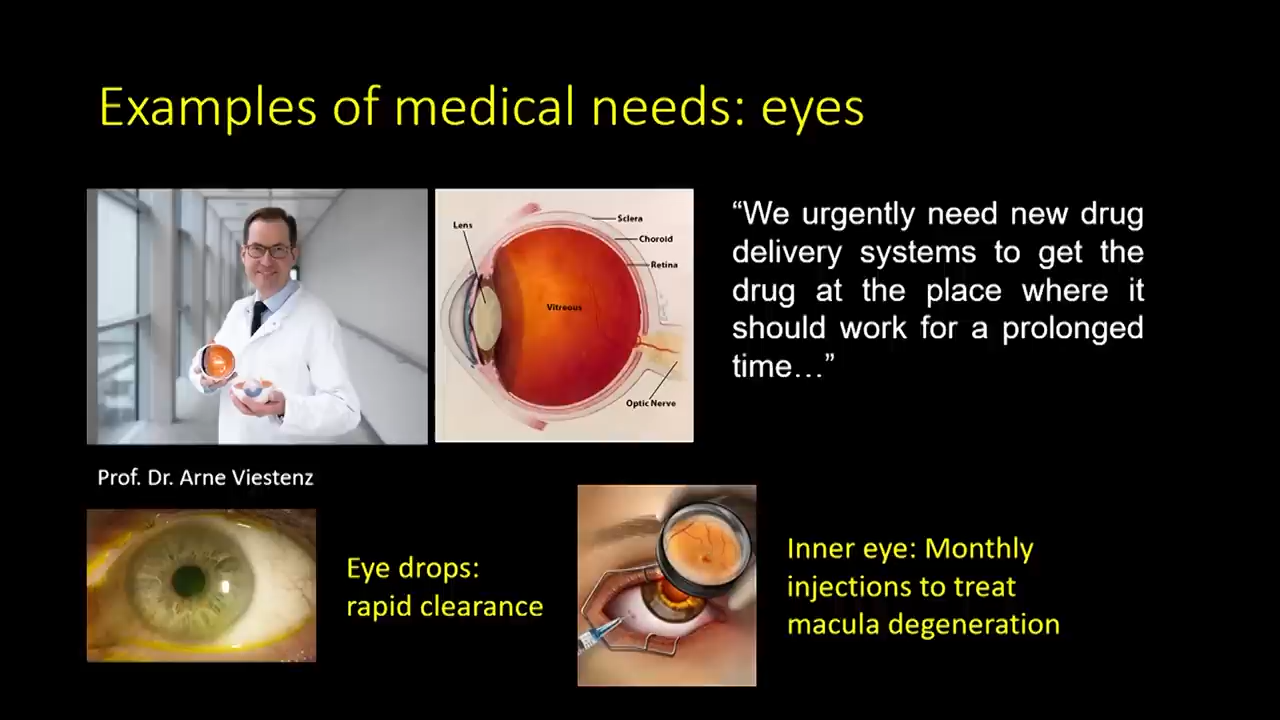 Examples of medical needs: eyes
Lens
Sclera
Choroid
Retina
Vitreous
Optic Nerve
“We urgently need new drug
delivery systems to get the
drug at the place where it
should work for a prolonged
time…”
Prof. Dr. Arne Viestenz
Eye drops:
rapid clearance
Inner eye: Monthly
injections to treat
macula degeneration